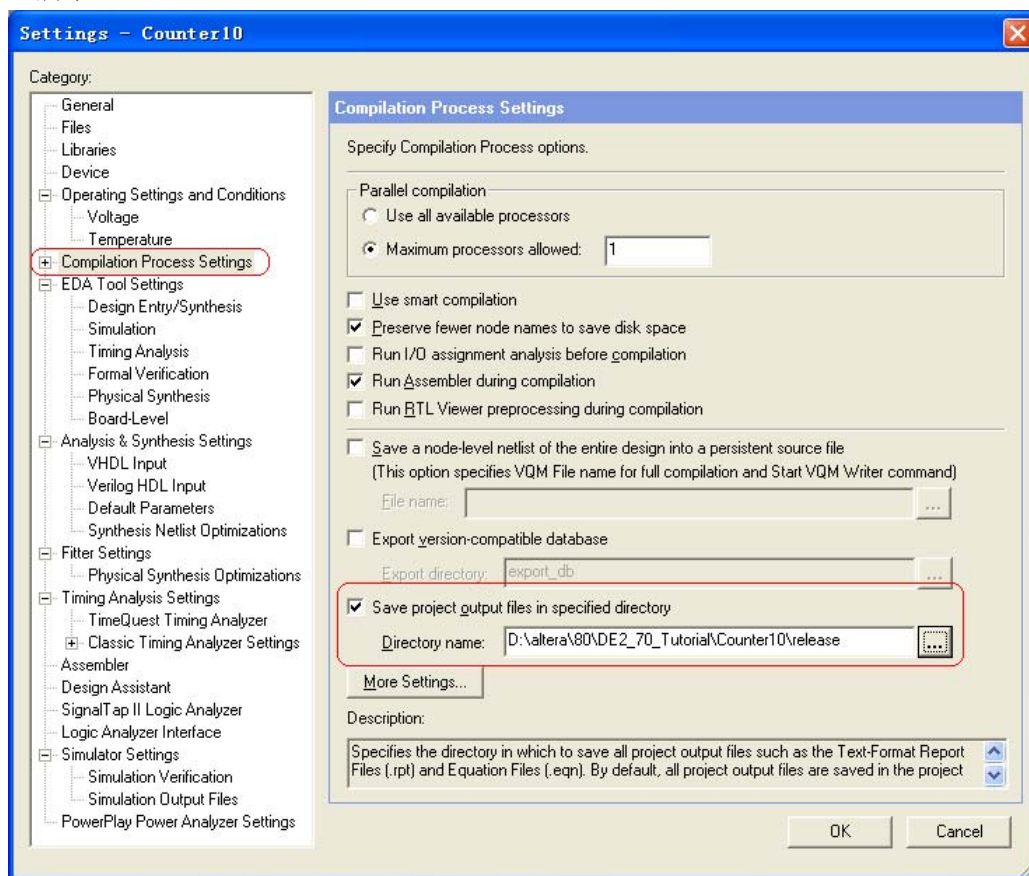 Settings - Counter10
Category:
General
Files
Libraries
Device
Operating Settings and Conditions
Voltage
Temperature
Compilation Process Settings
EDA Tool Settings
Design Entry/Synthesis
Simulation
Timing Analysis
Formal Verification
Physical Synthesis
Board-Level
Analysis & Synthesis Settings
VHDL Input
Verilog HDL Input
Default Parameters
Synthesis Netlist Optimizations
Fitter Settings
Physical Synthesis Optimizations
Timing Analysis Settings
TimeQuest Timing Analyzer
Classic Timing Analyzer Settings
Assembler
Design Assistant
SignalTap II Logic Analyzer
Logic Analyzer Interface
Simulator Settings
Simulation Verification
Simulation Output Files
PowerPlay Power Analyzer Settings
Compilation Process Settings
Specify Compilation Process options.
Parallel compilation
Use all available processors
Maximum processors allowed: 1
Use smart compilation
Preserve fewer node names to save disk space
Run I/O assignment analysis before compilation
Run Assembler during compilation
Run RTL Viewer preprocessing during compilation
Save a node-level netlist of the entire design into a persistent source file
(This option specifies VQM File name for full compilation and Start VQM Writer command)
File name: ...
Export version-compatible database
Export directory: export_db ...
Save project output files in specified directory
Directory name: D:\altera\80\DE2_70_Tutorial\Counter10\release ...
More Settings...
Description:
Specifies the directory in which to save all project output files such as the Text-Format Report
Files (.rpt) and Equation Files (.eqn). By default, all project output files are saved in the project
OK Cancel